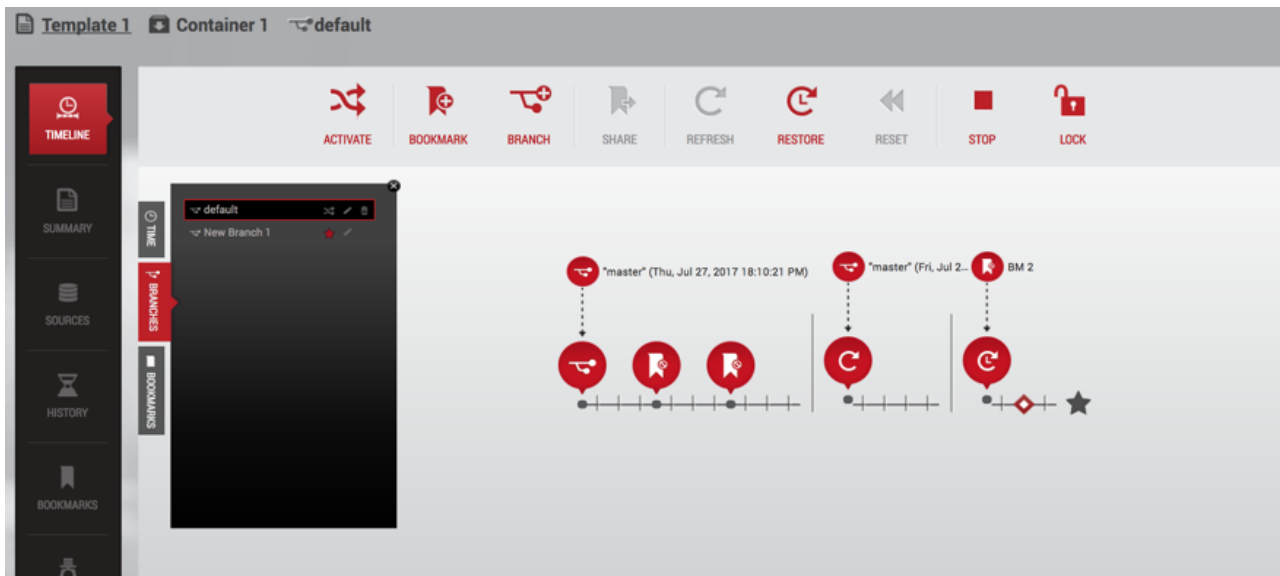 Template 1 Container 1 default
TIMELINE
SUMMARY
SOURCES
HISTORY
BOOKMARKS
ACTIVATE BOOKMARK BRANCH SHARE REFRESH RESTORE RESET STOP LOCK
TIME
BRANCHES
BOOKMARKS
default
New Branch 1
"master" (Thu, Jul 27, 2017 18:10:21 PM) "master" (Fri, Jul 2... BM 2